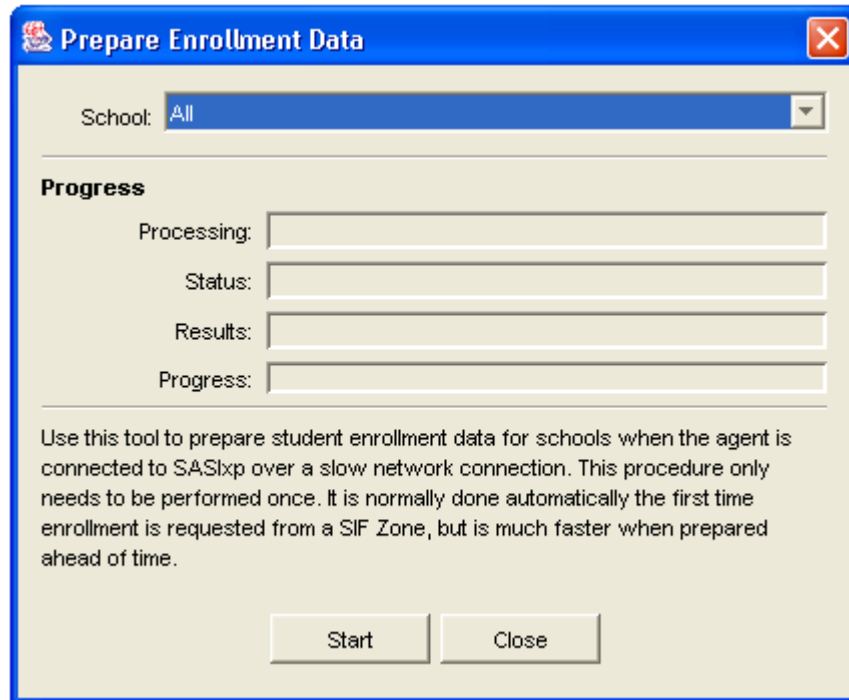 Prepare Enrollment Data
School: All
Progress
Processing:
Status:
Results:
Progress:
Use this tool to prepare student enrollment data for schools when the agent is
connected to SASIxp over a slow network connection. This procedure only
needs to be performed once. It is normally done automatically the first time
enrollment is requested from a SIF Zone, but is much faster when prepared
ahead of time.
Start Close